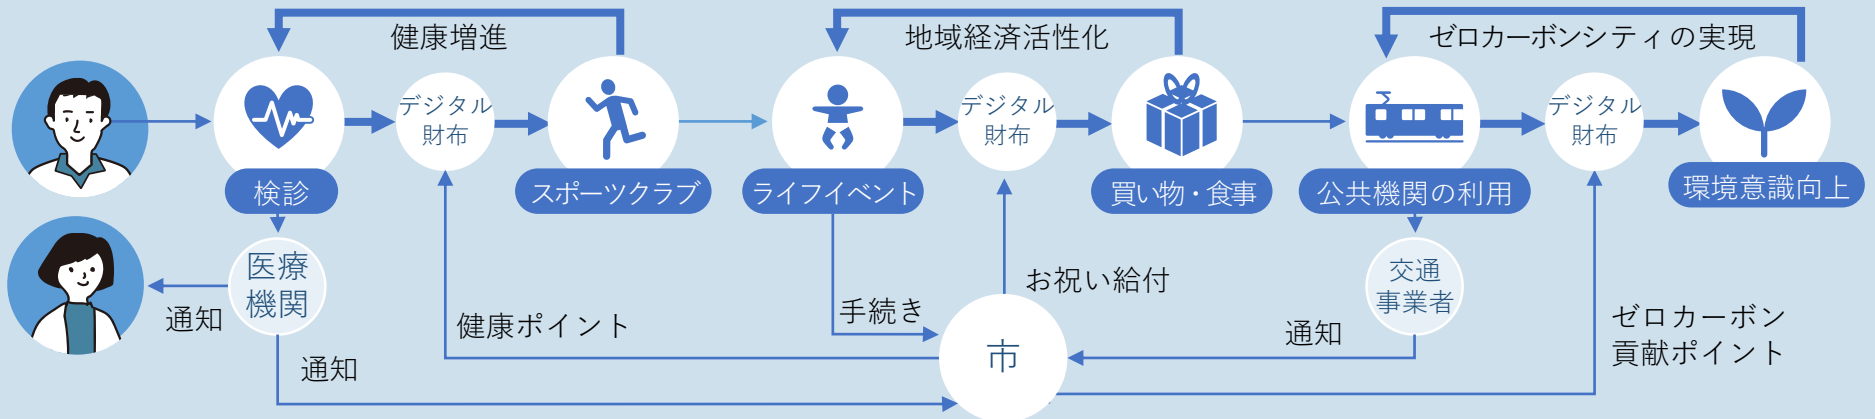 健康増進
地域経済活性化
ゼロカーボンシティの実現
デジタル
財布
デジタル
財布
デジタル
財布
検診
スポーツクラブ
ライフイベント
買い物・食事
公共機関の利用
環境意識向上
医療
機関
通知
通知
健康ポイント
手続き
お祝い給付
市
交通
事業者
通知
ゼロカーボン
貢献ポイント